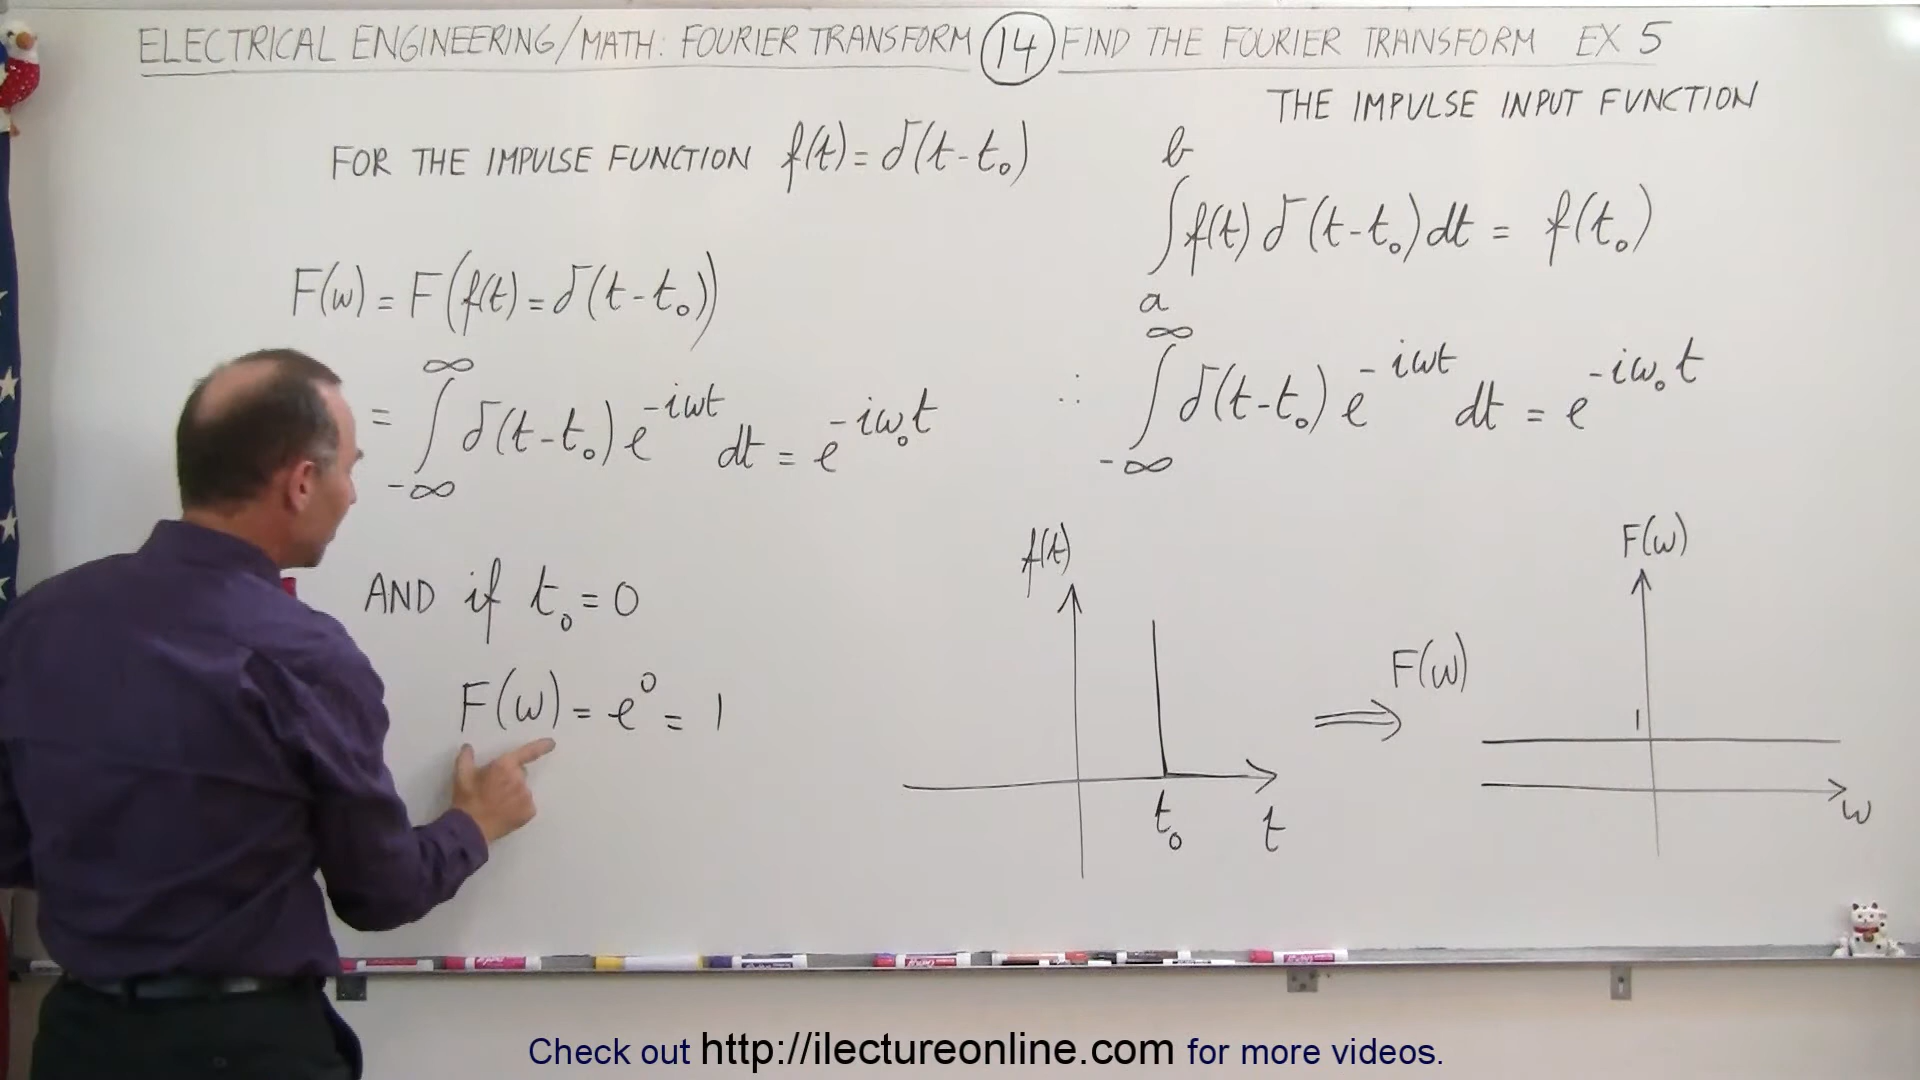 ELECTRICAL ENGINEERING/MATH: FOURIER TRANSFORM 14 FIND THE FOURIER TRANSFORM EX 5
THE IMPULSE INPUT FUNCTION
FOR THE IMPULSE FUNCTION f(t) = δ(t-t₀)
F(ω) = F(f(t) = δ(t-t₀))
= ∫_{-∞}^{∞} δ(t-t₀) e^{-iωt} dt = e^{-iω₀t}
AND if t₀ = 0
F(ω) = e⁰ = 1
∫_a^b f(t) δ(t-t₀) dt = f(t₀)
∴ ∫_{-∞}^{∞} δ(t-t₀) e^{-iωt} dt = e^{-iω₀t}
f(t)
t₀
t
⇒ F(ω)
F(ω)
1
ω
Check out http://ilectureonline.com for more videos.